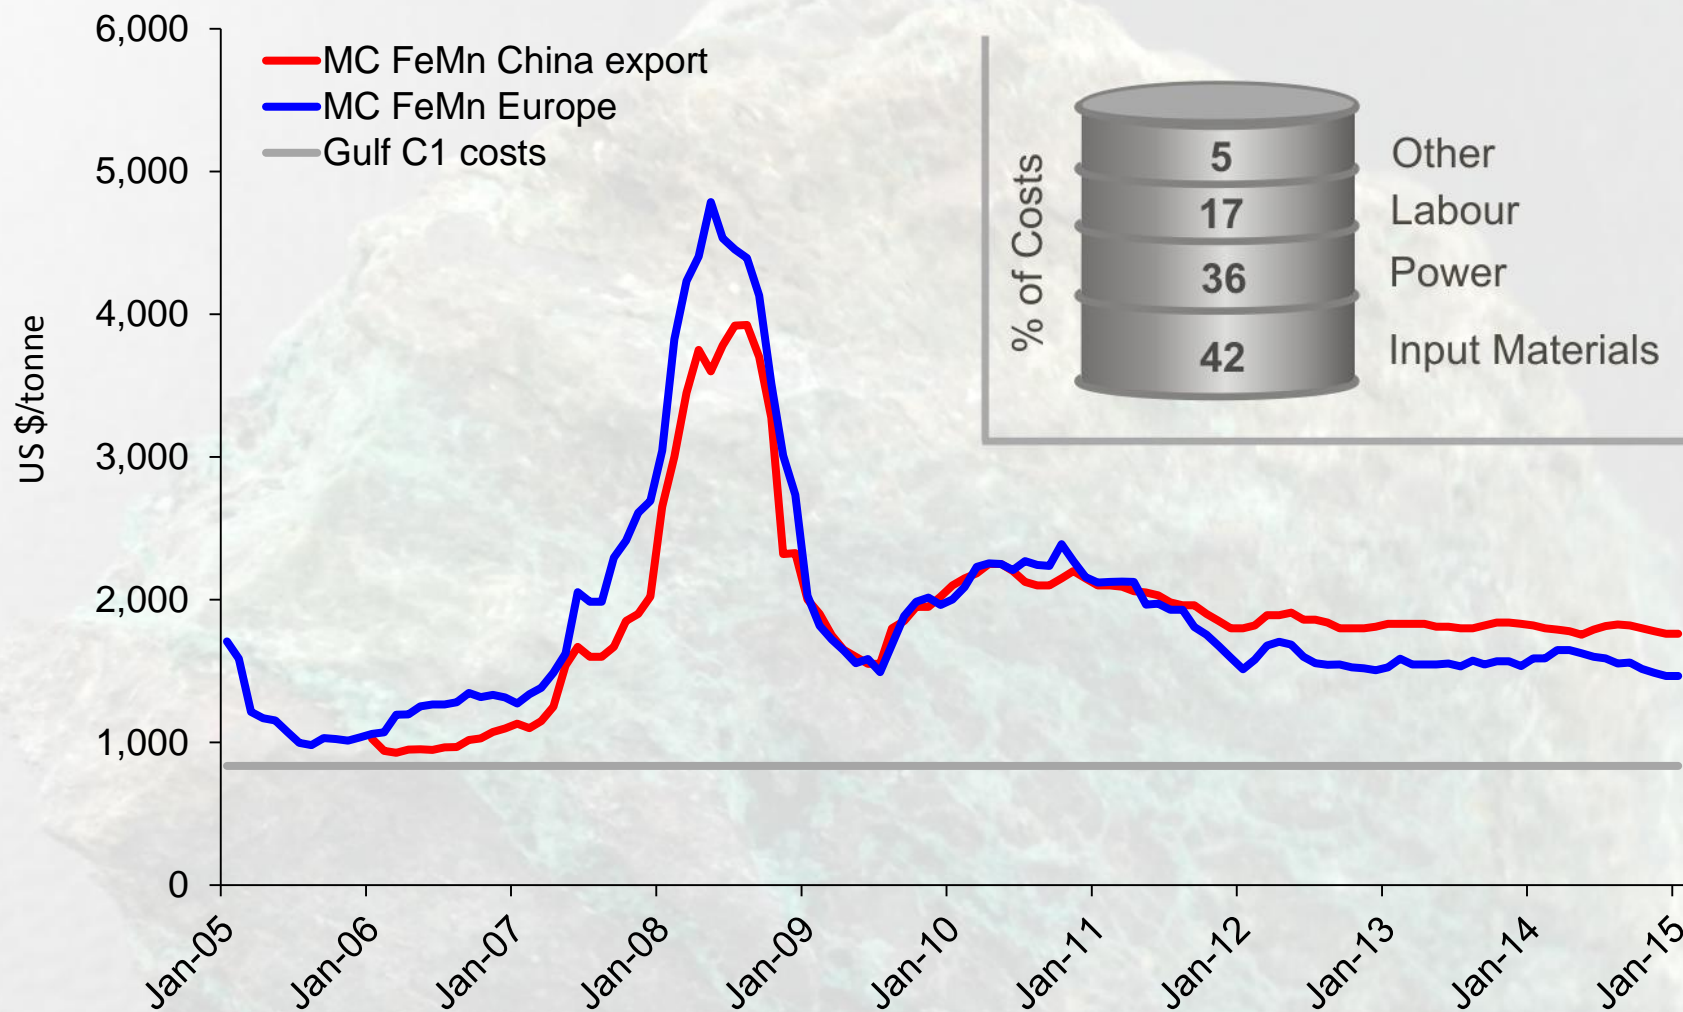 6,000
5,000
4,000
3,000
2,000
1,000
0
US $/tonne
MC FeMn China export
MC FeMn Europe
Gulf C1 costs
% of Costs
5 Other
17 Labour
36 Power
42 Input Materials
Jan-05 Jan-06 Jan-07 Jan-08 Jan-09 Jan-10 Jan-11 Jan-12 Jan-13 Jan-14 Jan-15